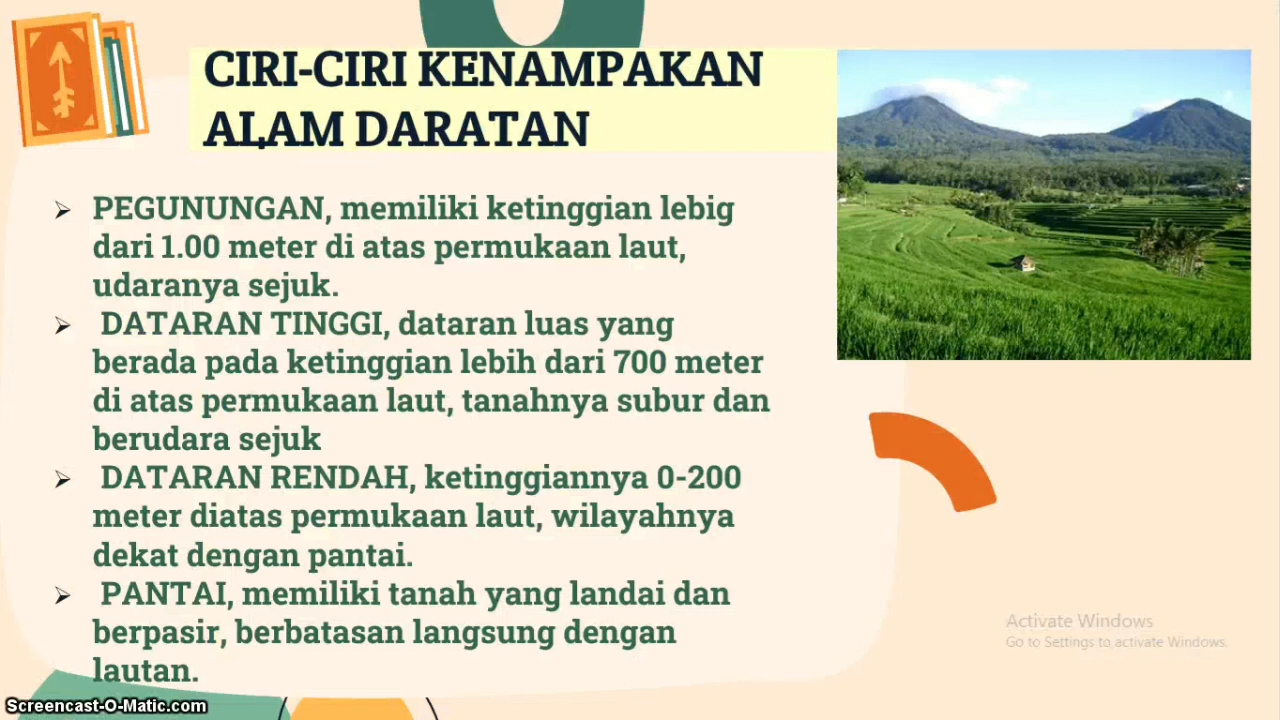 CIRI-CIRI KENAMPAKAN
ALAM DARATAN
PEGUNUNGAN, memiliki ketinggian lebig
dari 1.00 meter di atas permukaan laut,
udaranya sejuk.
DATARAN TINGGI, dataran luas yang
berada pada ketinggian lebih dari 700 meter
di atas permukaan laut, tanahnya subur dan
berudara sejuk
DATARAN RENDAH, ketinggiannya 0-200
meter diatas permukaan laut, wilayahnya
dekat dengan pantai.
PANTAI, memiliki tanah yang landai dan
berpasir, berbatasan langsung dengan
lautan.
Activate Windows
Go to Settings to activate Windows.
Screencast-O-Matic.com